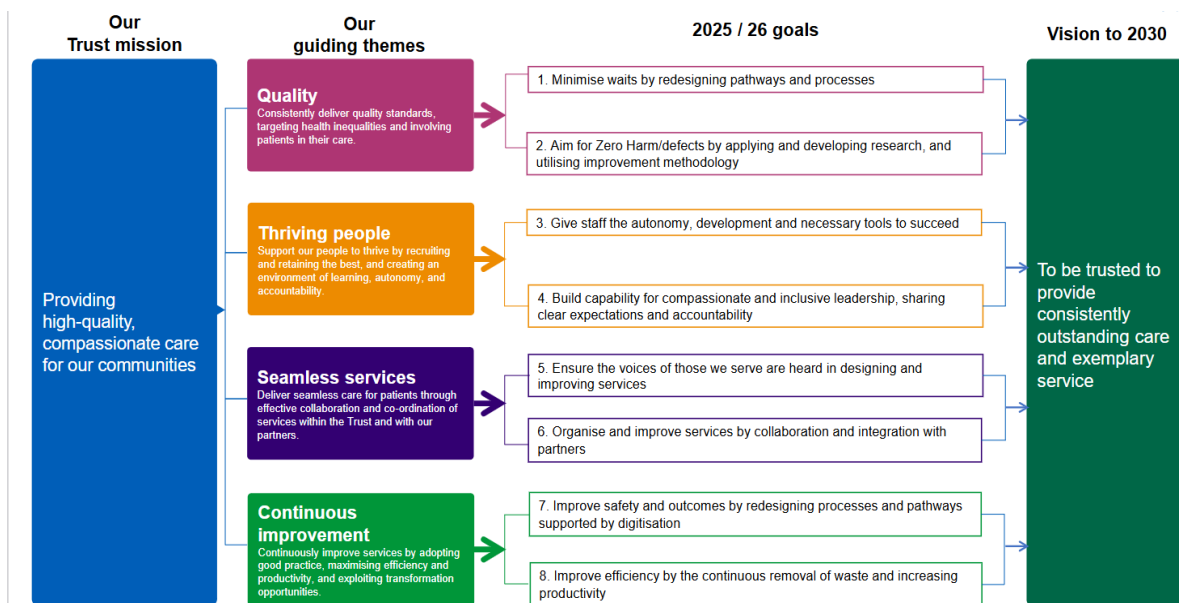 Our
Trust mission
Our
guiding themes
2025 / 26 goals
Vision to 2030
Providing
high-quality,
compassionate care
for our communities
Quality
Consistently deliver quality standards,
targeting health inequalities and involving
patients in their care.
1. Minimise waits by redesigning pathways and processes
2. Aim for Zero Harm/defects by applying and developing research, and
utilising improvement methodology
Thriving people
Support our people to thrive by recruiting
and retaining the best, and creating an
environment of learning, autonomy, and
accountability.
3. Give staff the autonomy, development and necessary tools to succeed
4. Build capability for compassionate and inclusive leadership, sharing
clear expectations and accountability
Seamless services
Deliver seamless care for patients through
effective collaboration and co-ordination of
services within the Trust and with our
partners.
5. Ensure the voices of those we serve are heard in designing and
improving services
6. Organise and improve services by collaboration and integration with
partners
Continuous
improvement
Continuously improve services by adopting
good practice, maximising efficiency and
productivity, and exploiting transformation
opportunities.
7. Improve safety and outcomes by redesigning processes and pathways
supported by digitisation
8. Improve efficiency by the continuous removal of waste and increasing
productivity
To be trusted to
provide
consistently
outstanding care
and exemplary
service